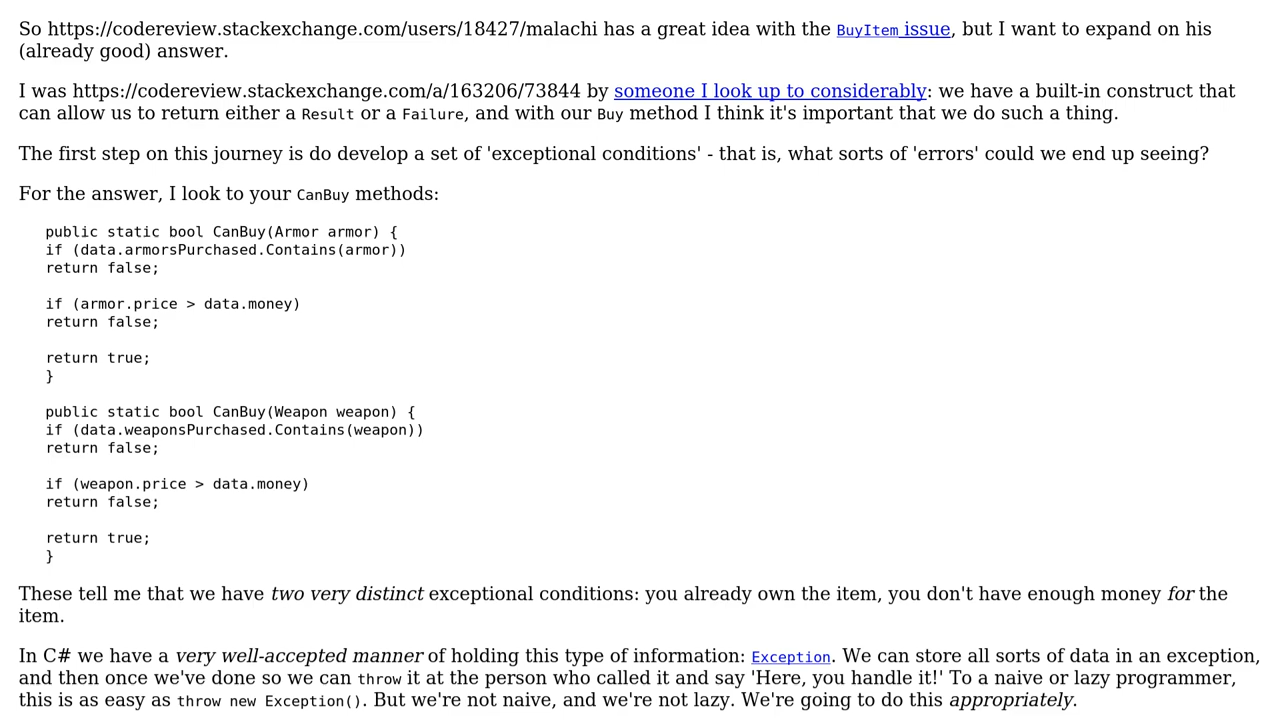 So https://codereview.stackexchange.com/users/18427/malachi has a great idea with the BuyItem issue, but I want to expand on his
(already good) answer.
I was https://codereview.stackexchange.com/a/163206/73844 by someone I look up to considerably: we have a built-in construct that
can allow us to return either a Result or a Failure, and with our Buy method I think it's important that we do such a thing.
The first step on this journey is do develop a set of 'exceptional conditions' - that is, what sorts of 'errors' could we end up seeing?
For the answer, I look to your CanBuy methods:
public static bool CanBuy(Armor armor) {
if (data.armorsPurchased.Contains(armor))
return false;
if (armor.price > data.money)
return false;
return true;
}
public static bool CanBuy(Weapon weapon) {
if (data.weaponsPurchased.Contains(weapon))
return false;
if (weapon.price > data.money)
return false;
return true;
}
These tell me that we have two very distinct exceptional conditions: you already own the item, you don't have enough money for the
item.
In C# we have a very well-accepted manner of holding this type of information: Exception. We can store all sorts of data in an exception,
and then once we've done so we can throw it at the person who called it and say 'Here, you handle it!' To a naive or lazy programmer,
this is as easy as throw new Exception(). But we're not naive, and we're not lazy. We're going to do this appropriately.